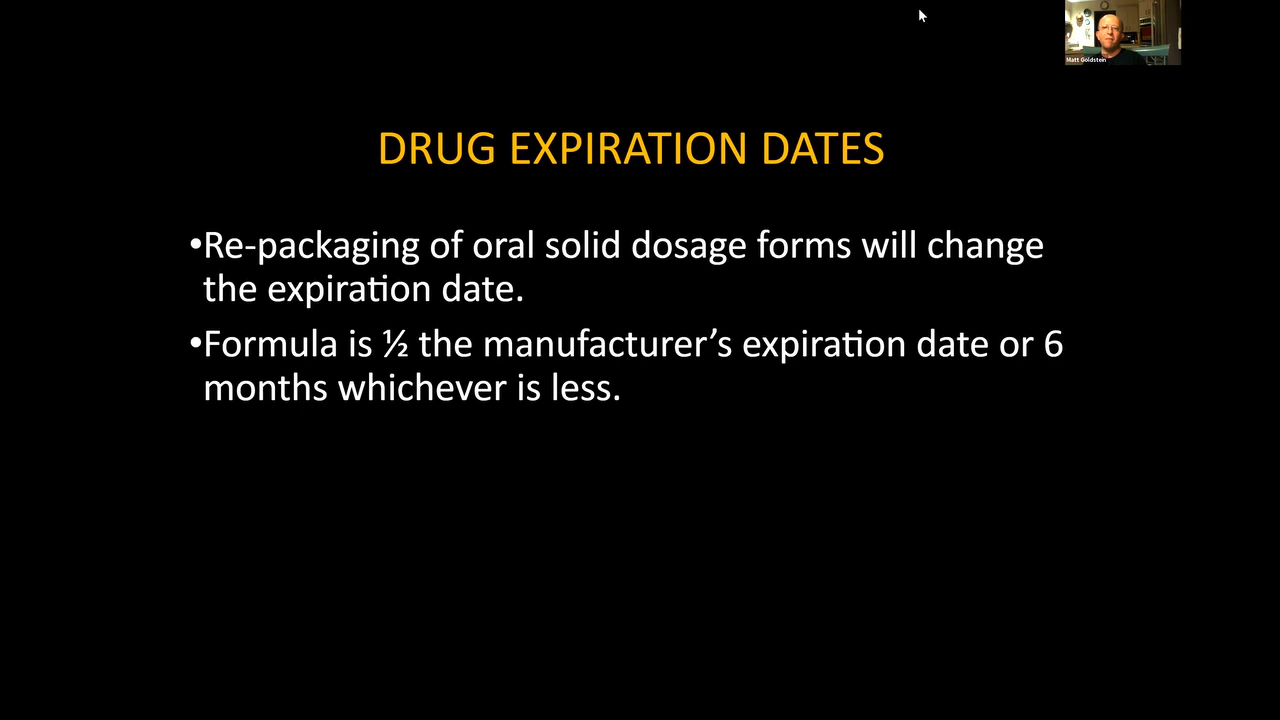 Matt Goldstein
DRUG EXPIRATION DATES
•Re-packaging of oral solid dosage forms will change
the expiration date.
•Formula is ½ the manufacturer’s expiration date or 6
months whichever is less.